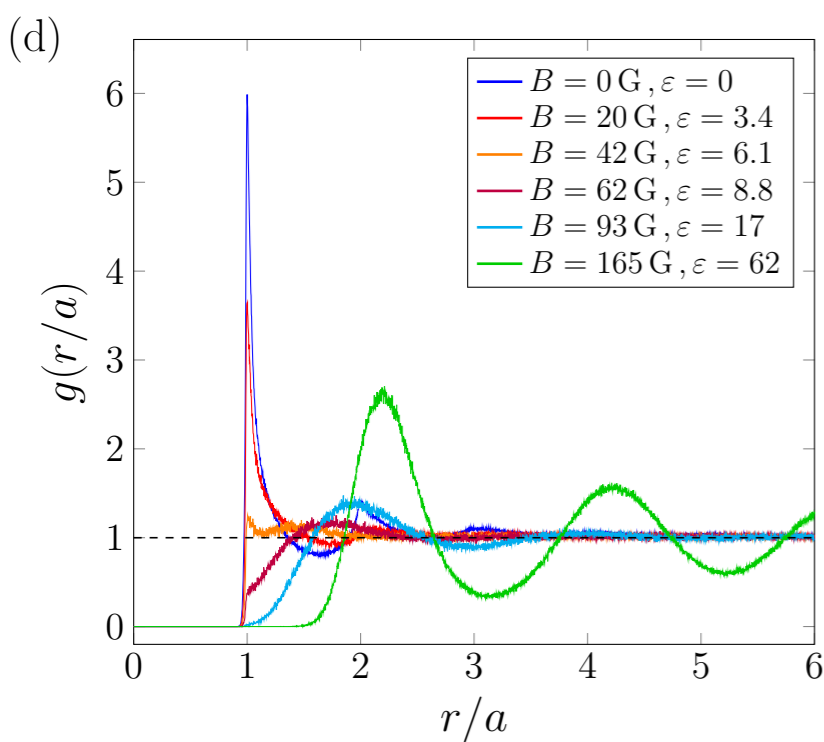 (d)
B = 0 G , ε = 0
B = 20 G , ε = 3.4
B = 42 G , ε = 6.1
B = 62 G , ε = 8.8
B = 93 G , ε = 17
B = 165 G , ε = 62
6
5
4
3
2
1
0
g(r/a)
0 1 2 3 4 5 6
r/a